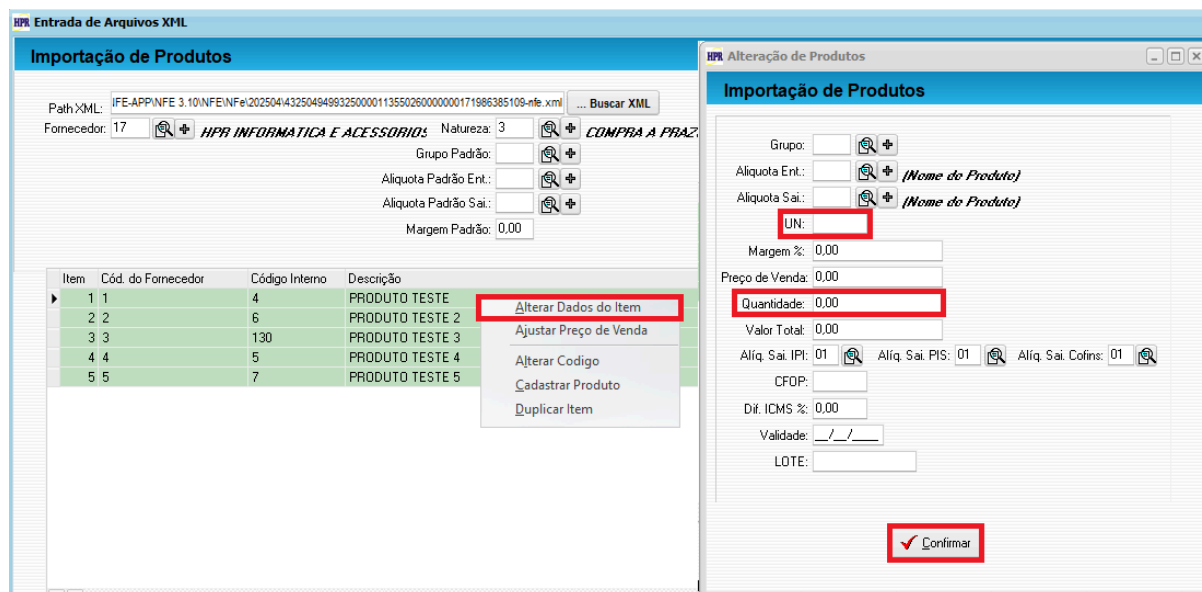 HPR Entrada de Arquivos XML
Importação de Produtos
Path XML: IFE-APP\NFE 3.10\NFE\NFe\202504\43250494993250000113550260000000171986385109-nfe.xml ... Buscar XML
Fornecedor: 17 HPR INFORMATICA E ACESSORIOS Natureza: 3 COMPRA A PRAZ
Grupo Padrão:
Aliquota Padrão Ent.:
Aliquota Padrão Sai.:
Margem Padrão: 0,00
Item Cód. do Fornecedor Código Interno Descrição
1 1 4 PRODUTO TESTE
2 2 6 PRODUTO TESTE 2
3 3 130 PRODUTO TESTE 3
4 4 5 PRODUTO TESTE 4
5 5 7 PRODUTO TESTE 5
Alterar Dados do Item
Ajustar Preço de Venda
Alterar Codigo
Cadastrar Produto
Duplicar Item
HPR Alteração de Produtos
Importação de Produtos
Grupo:
Aliquota Ent.: (Nome do Produto)
Aliquota Sai.: (Nome do Produto)
UN:
Margem %: 0,00
Preço de Venda: 0,00
Quantidade: 0,00
Valor Total: 0,00
Alíq. Sai. IPI: 01 Alíq. Sai. PIS: 01 Alíq. Sai. Cofins: 01
CFOP:
Dif. ICMS %: 0,00
Validade: __/__/____
LOTE:
Confirmar